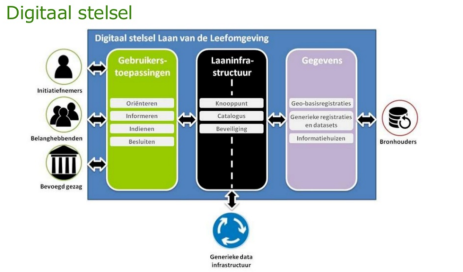 Digitaal stelsel
Digitaal stelsel Laan van de Leefomgeving
Initiatiefnemers
Belanghebbenden
Bevoegd gezag
Gebruikers-
toepassingen
Oriënteren
Informeren
Indienen
Besluiten
Laaninfra-
structuur
Knooppunt
Catalogus
Beveiliging
Gegevens
Geo-basisregistraties
Generieke registraties
en datasets
Informatiehuizen
Bronhouders
Generieke data
infrastructuur